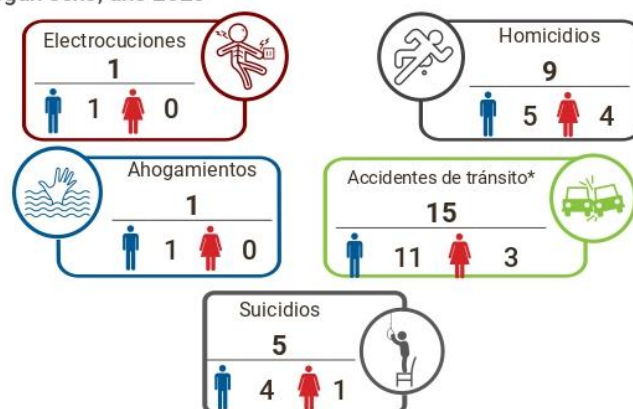 Electrocuciones
1
1 0
Homicidios
9
5 4
Ahogamientos
1
1 0
Accidentes de tránsito*
15
11 3
Suicidios
5
4 1